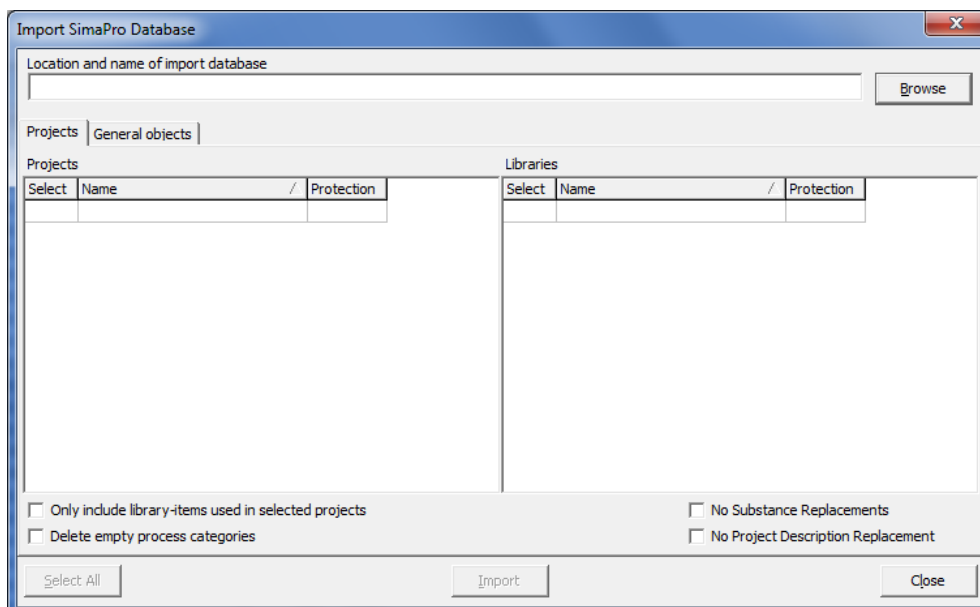 Import SimaPro Database
Location and name of import database
Browse
Projects General objects
Projects Libraries
Select Name Protection Select Name Protection
Only include library-items used in selected projects No Substance Replacements
Delete empty process categories No Project Description Replacement
Select All Import Close